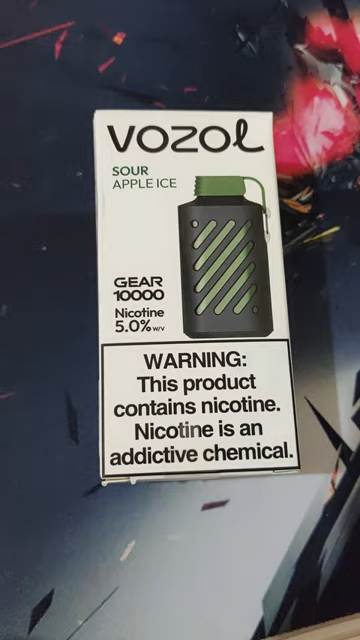 VOZOL
SOUR
APPLE ICE
GEAR
10000
Nicotine
5.0% w/v
WARNING:
This product
contains nicotine.
Nicotine is an
addictive chemical.